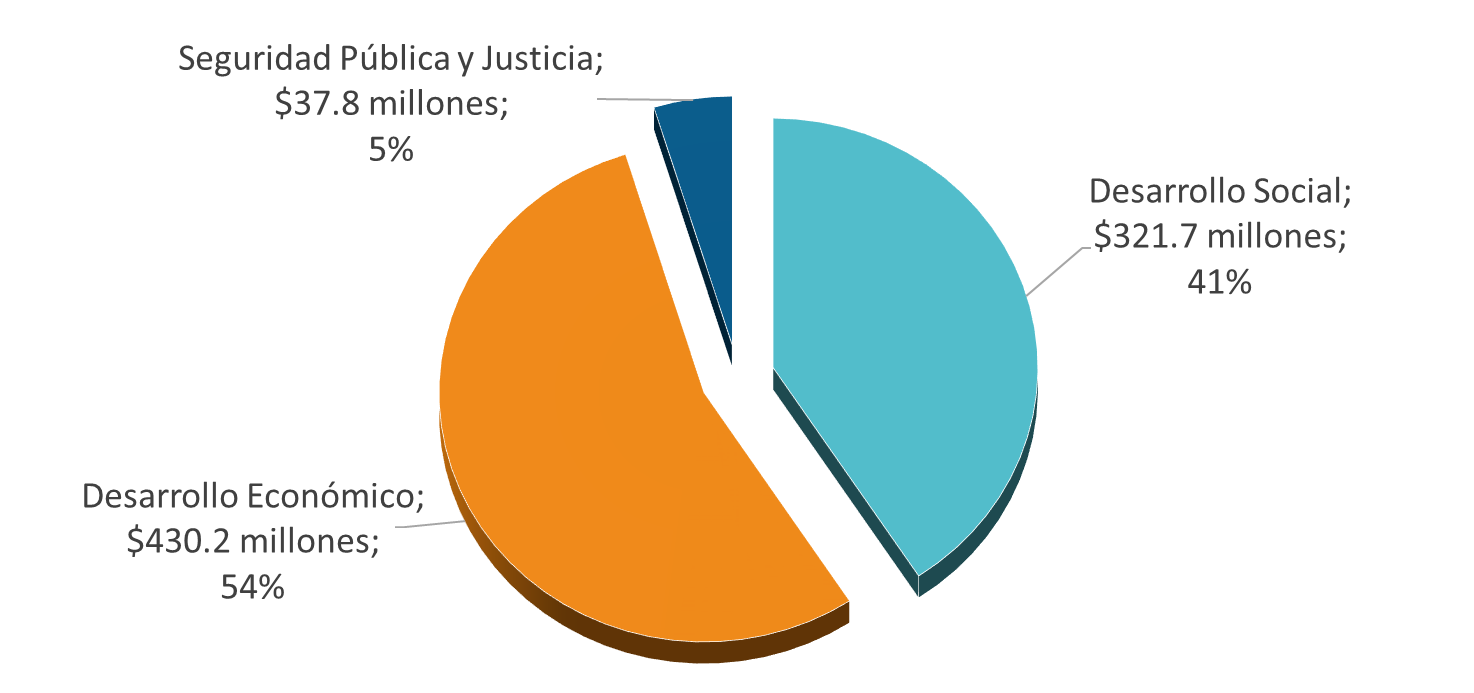 Seguridad Pública y Justicia;
$37.8 millones;
5%
Desarrollo Social;
$321.7 millones;
41%
Desarrollo Económico;
$430.2 millones;
54%